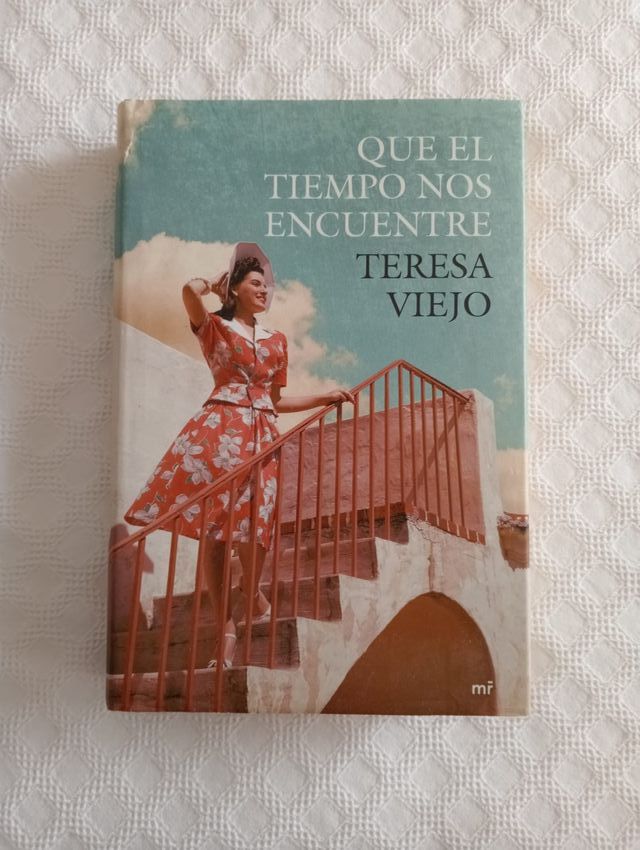 QUE EL
TIEMPO NOS
ENCUENTRE
TERESA
VIEJO
mr